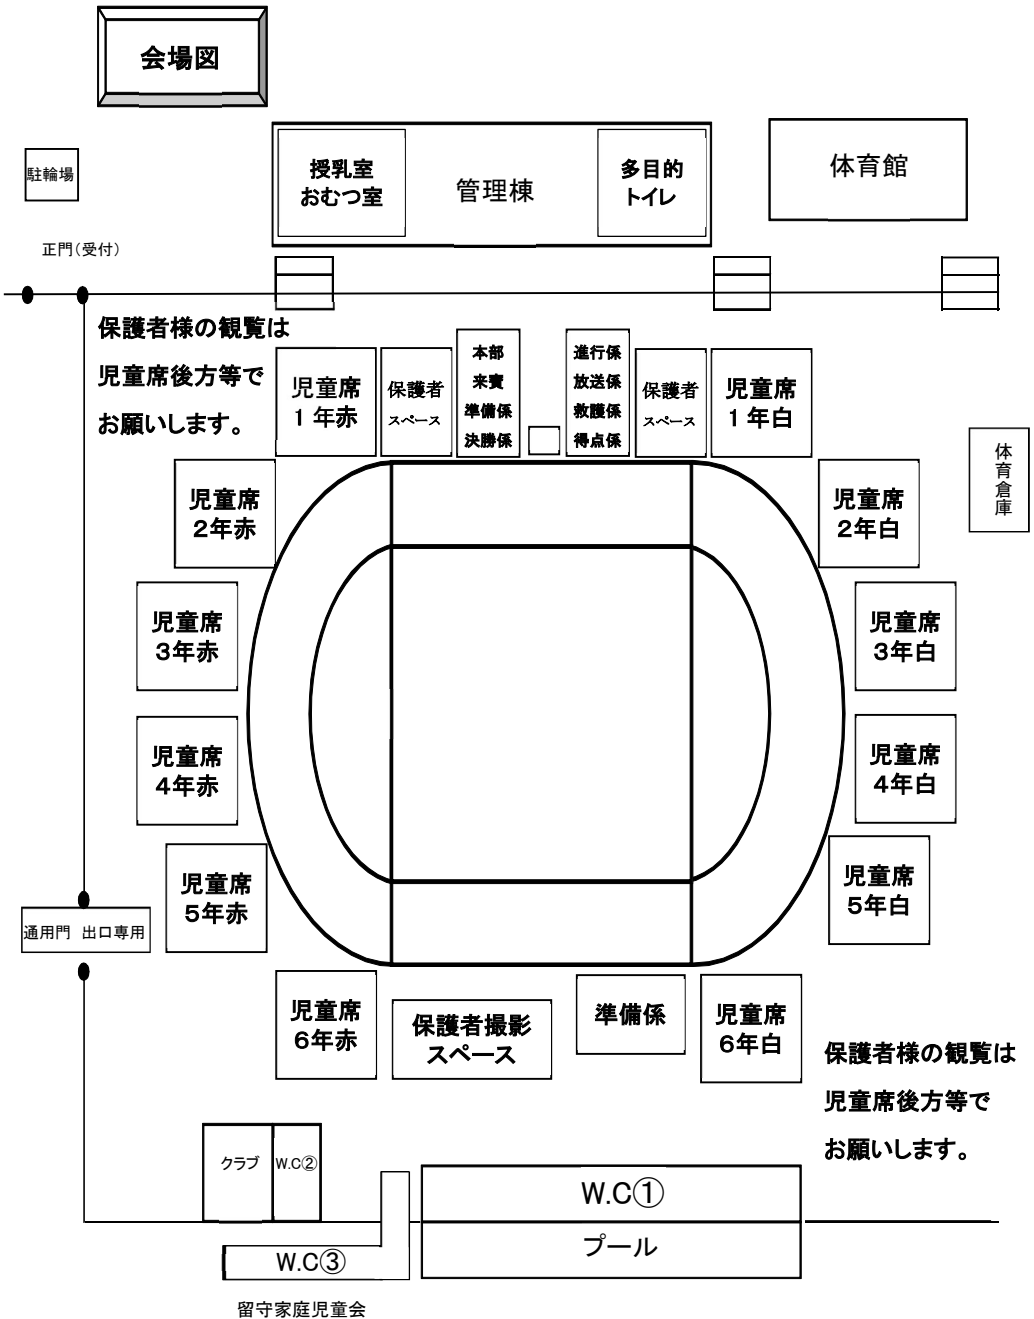 会場図
駐輪場
授乳室
おむつ室
管理棟
多目的
トイレ
体育館
正門（受付）
保護者様の観覧は
児童席後方等で
お願いします。
児童席
１年赤
保護者
スペース
本部
来賓
準備係
決勝係
進行係
放送係
救護係
得点係
保護者
スペース
児童席
１年白
体育倉庫
児童席
２年赤
児童席
２年白
児童席
３年赤
児童席
３年白
児童席
４年赤
児童席
４年白
児童席
５年赤
児童席
５年白
通用門 出口専用
児童席
６年赤
保護者撮影
スペース
準備係
児童席
６年白
保護者様の観覧は
児童席後方等で
お願いします。
クラブ
W.C②
W.C①
プール
W.C③
留守家庭児童会